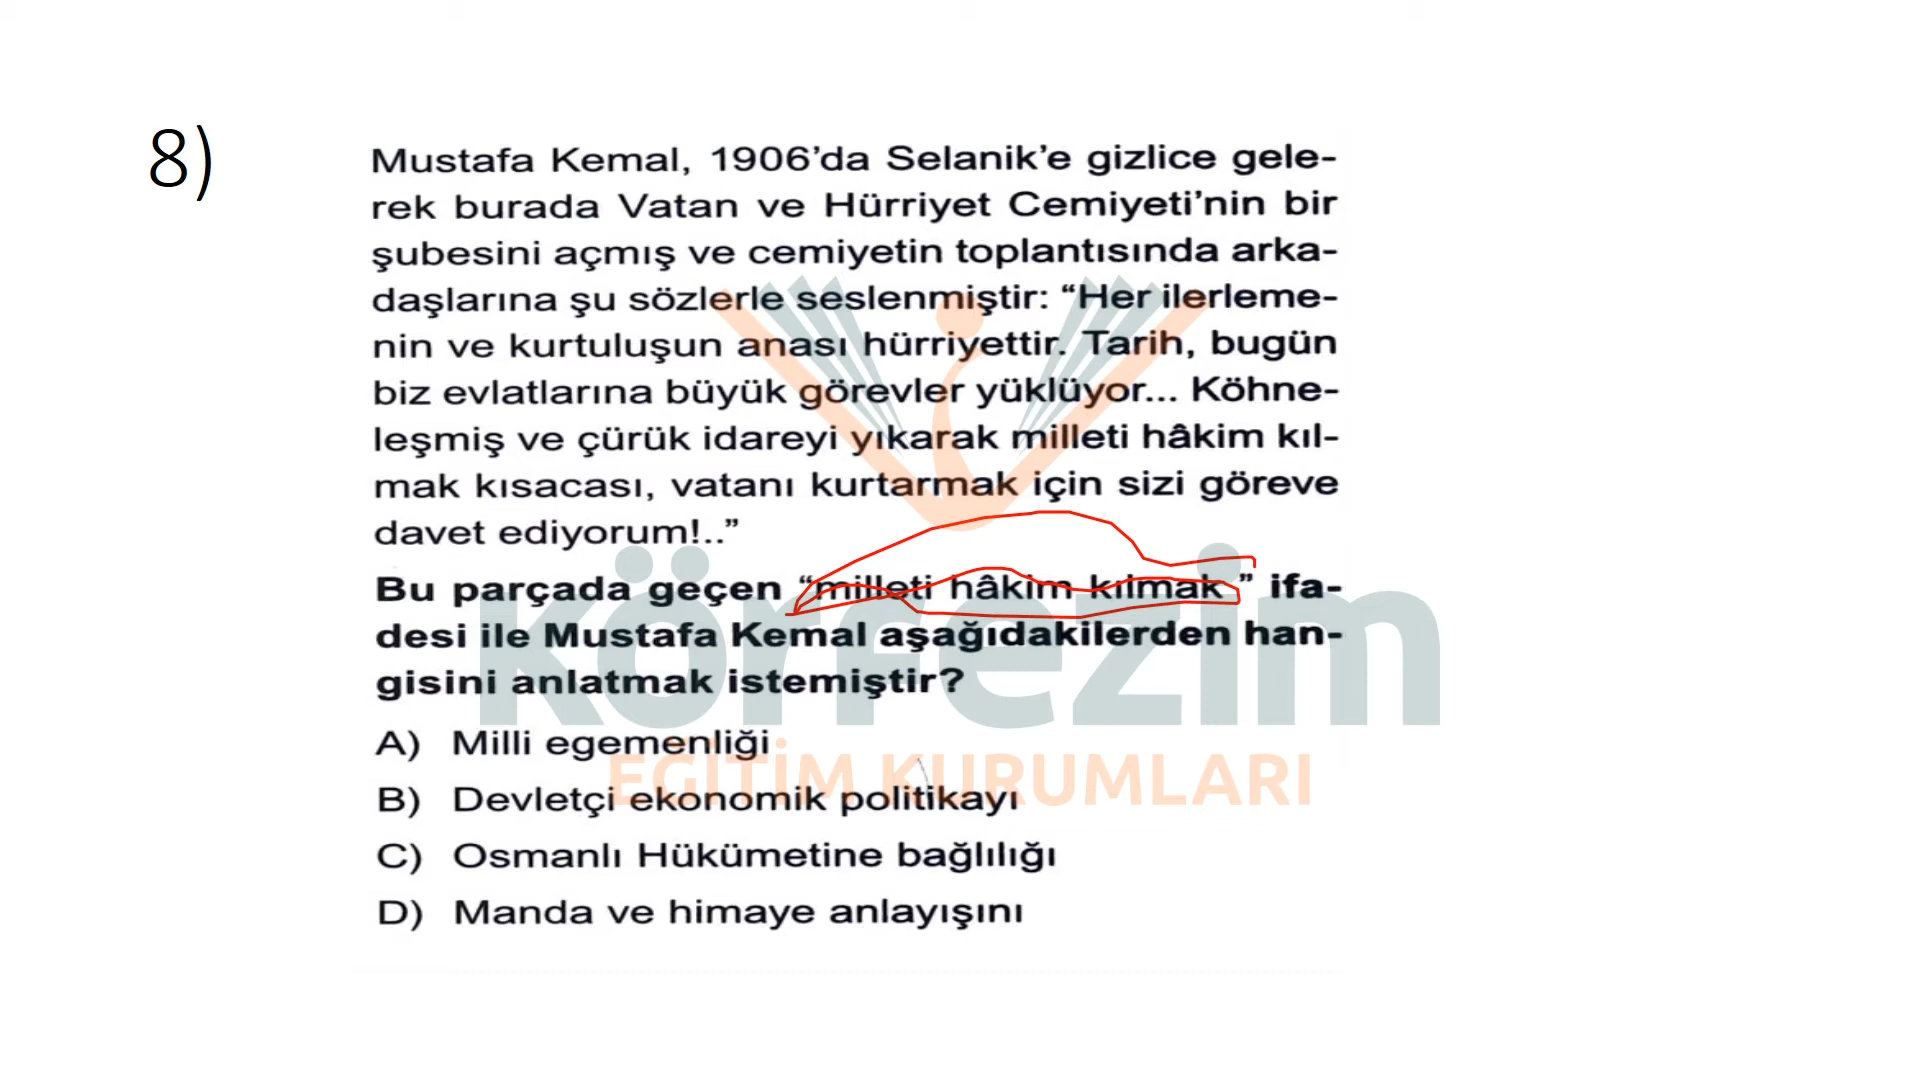 8)
Mustafa Kemal, 1906’da Selanik’e gizlice gele-
rek burada Vatan ve Hürriyet Cemiyeti’nin bir
şubesini açmış ve cemiyetin toplantısında arka-
daşlarına şu sözlerle seslenmiştir: “Her ilerleme-
nin ve kurtuluşun anası hürriyettir. Tarih, bugün
biz evlatlarına büyük görevler yüklüyor... Köhne-
leşmiş ve çürük idareyi yıkarak milleti hâkim kıl-
mak kısacası, vatanı kurtarmak için sizi göreve
davet ediyorum!..”
Bu parçada geçen “milleti hâkim kılmak” ifa-
desi ile Mustafa Kemal aşağıdakilerden han-
gisini anlatmak istemiştir?
A) Milli egemenliği
B) Devletçi ekonomik politikayı
C) Osmanlı Hükümetine bağlılığı
D) Manda ve himaye anlayışını
körfezim
EĞİTİM KURUMLARI